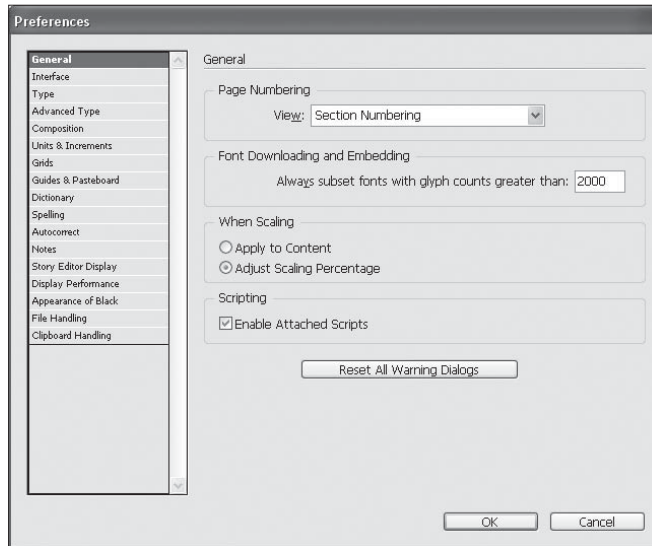 Preferences
General
Interface
Type
Advanced Type
Composition
Units & Increments
Grids
Guides & Pasteboard
Dictionary
Spelling
Autocorrect
Notes
Story Editor Display
Display Performance
Appearance of Black
File Handling
Clipboard Handling
General
Page Numbering
View: Section Numbering
Font Downloading and Embedding
Always subset fonts with glyph counts greater than: 2000
When Scaling
Apply to Content
Adjust Scaling Percentage
Scripting
Enable Attached Scripts
Reset All Warning Dialogs
OK Cancel